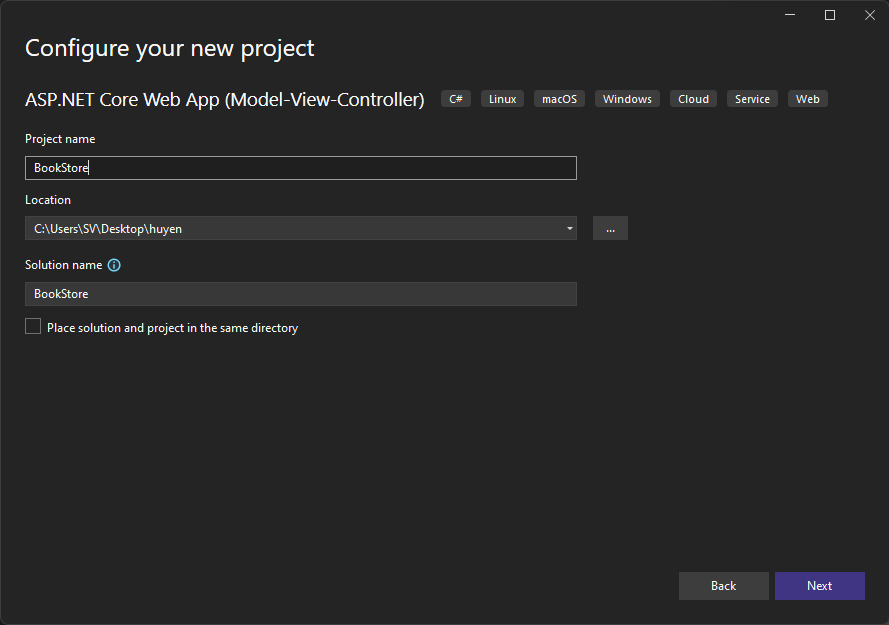 Configure your new project
ASP.NET Core Web App (Model-View-Controller) C# Linux macOS Windows Cloud Service Web
Project name
BookStore
Location
C:\Users\SV\Desktop\huyen
...
Solution name
BookStore
Place solution and project in the same directory
Back Next